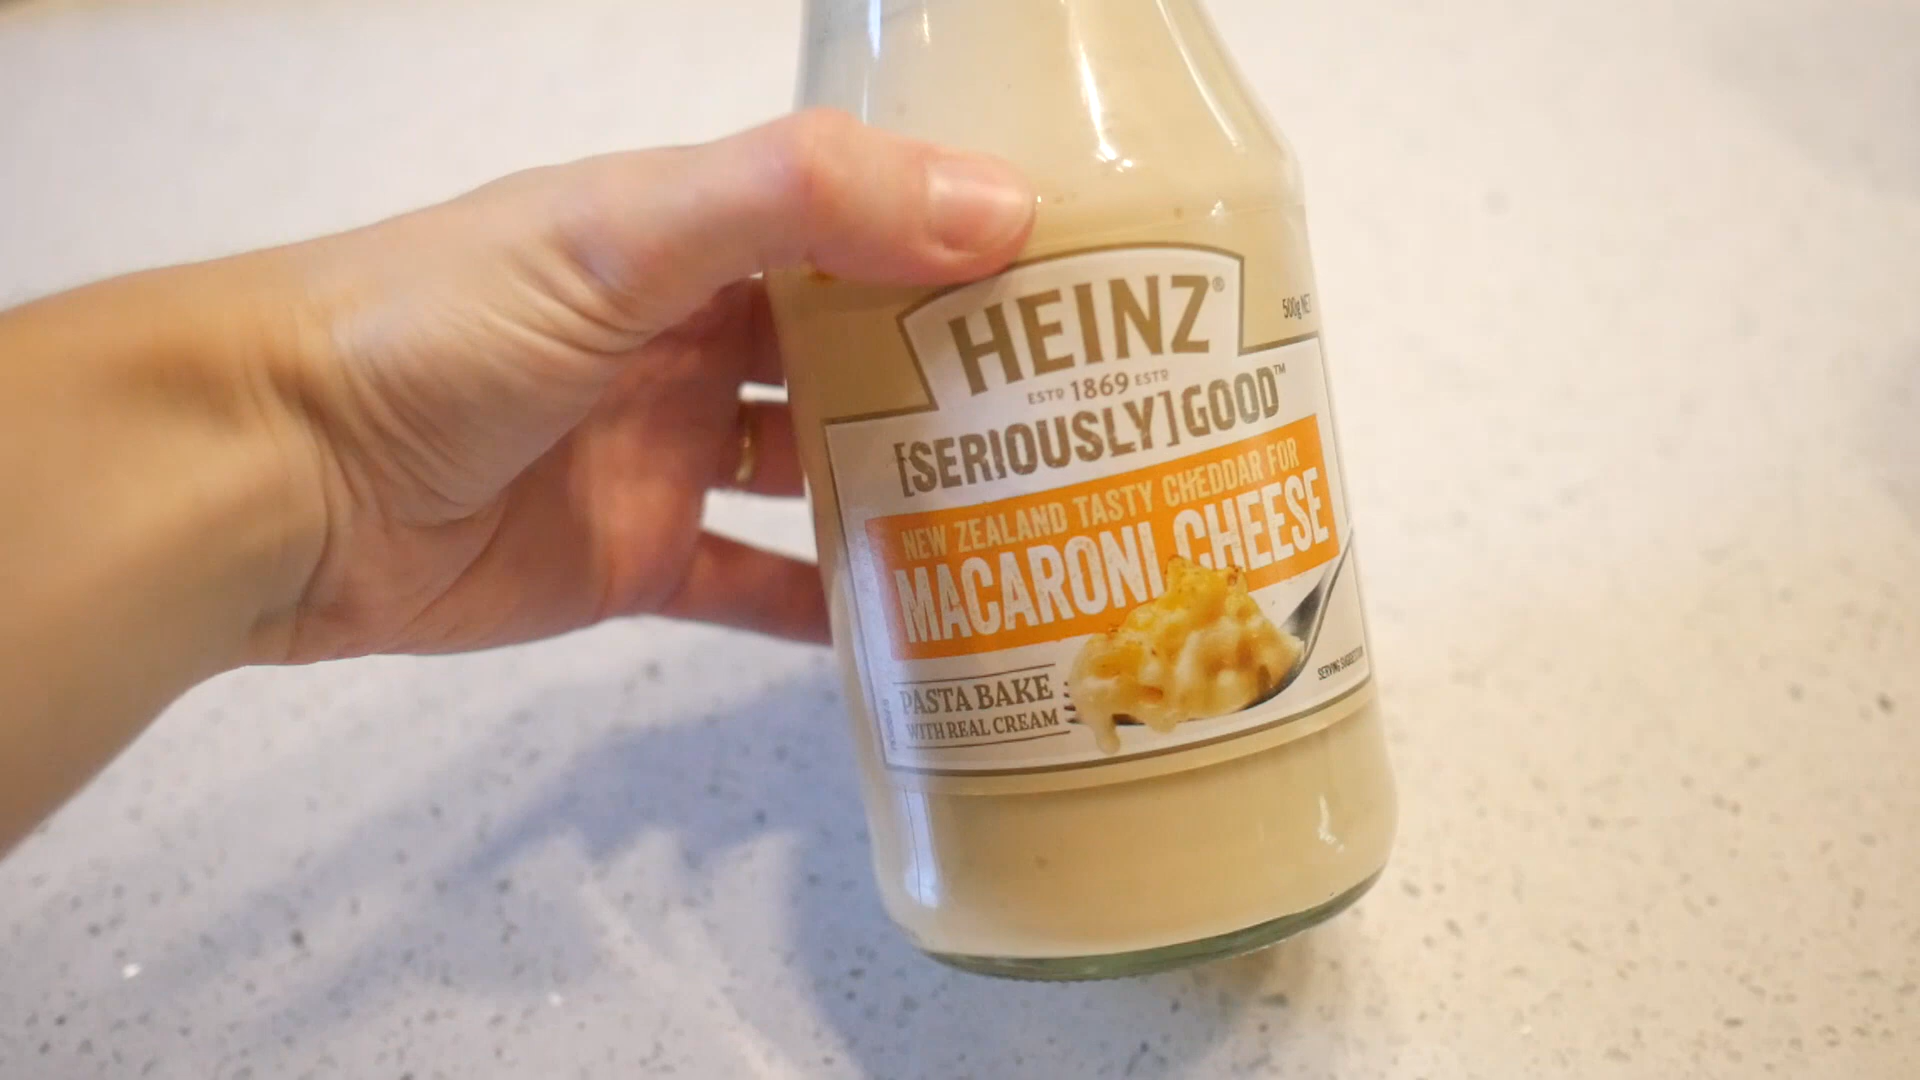 HEINZ®
500g NET
ESTD 1869 ESTD
[SERIOUSLY] GOOD™
NEW ZEALAND TASTY CHEDDAR FOR
MACARONI CHEESE
PASTA BAKE
WITH REAL CREAM
SERVING SUGGESTION